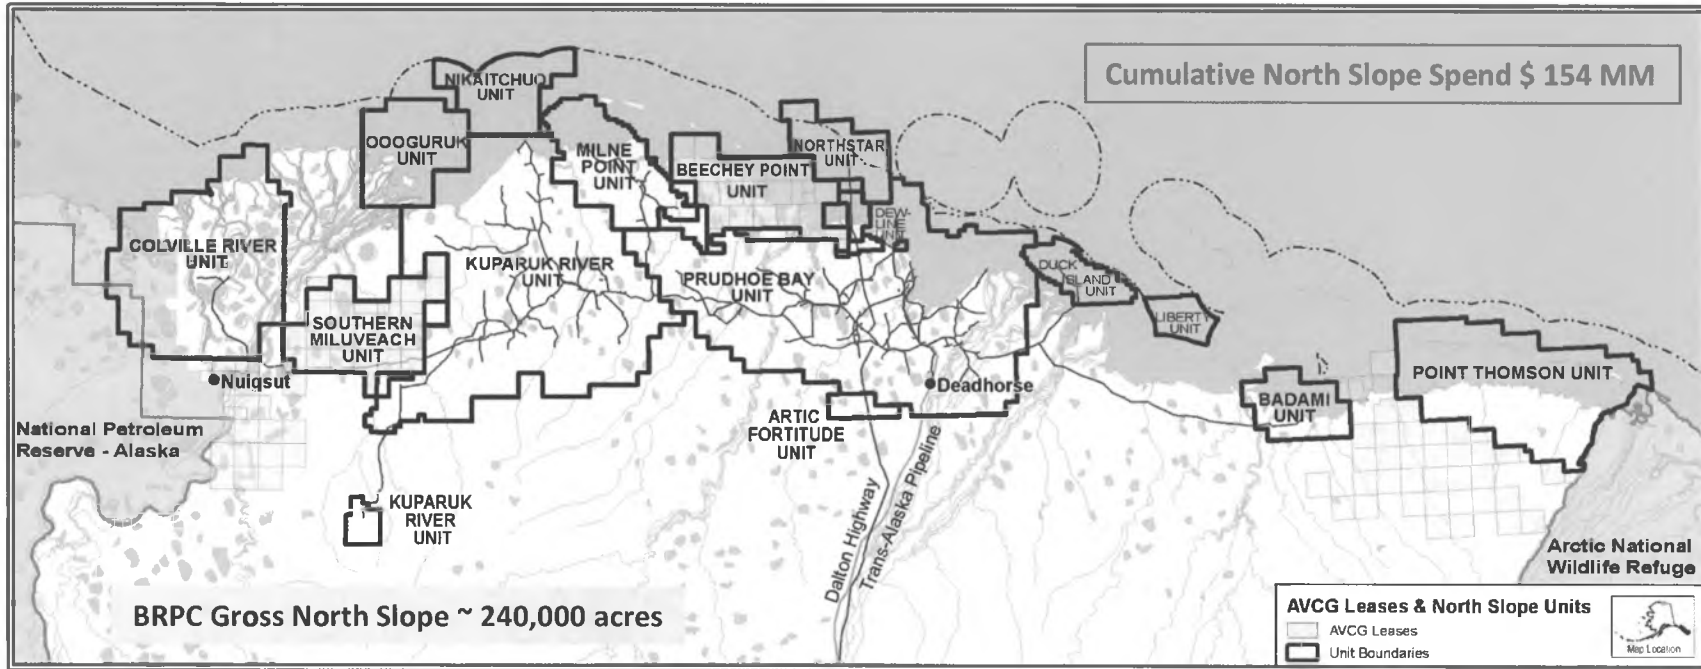 Cumulative North Slope Spend $ 154 MM
NIKAITCHUQ
UNIT
OOOGURUK
UNIT
MILNE
POINT
UNIT
NORTHSTAR
UNIT
BEECHEY POINT
UNIT
DEW-
LINE
UNIT
COLVILLE RIVER
UNIT
KUPARUK RIVER
UNIT
PRUDHOE BAY
UNIT
DUCK
ISLAND
UNIT
LIBERTY
UNIT
SOUTHERN
MILUVEACH
UNIT
Nuiqsut
Deadhorse
POINT THOMSON UNIT
BADAMI
UNIT
ARTIC
FORTITUDE
UNIT
National Petroleum
Reserve - Alaska
KUPARUK
RIVER
UNIT
Dalton Highway
Trans-Alaska Pipeline
Arctic National
Wildlife Refuge
BRPC Gross North Slope ~ 240,000 acres
AVCG Leases & North Slope Units
AVCG Leases
Unit Boundaries
Map Location